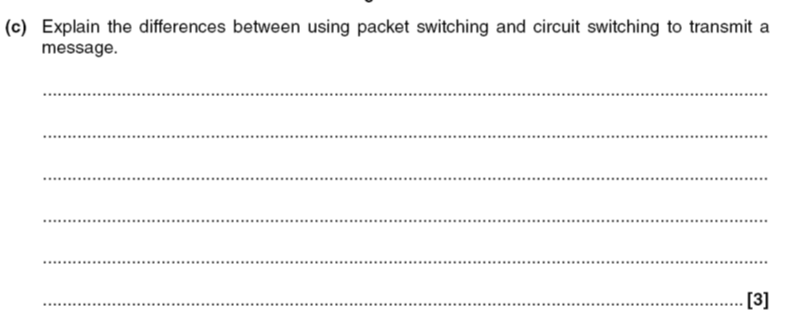 (c) Explain the differences between using packet switching and circuit switching to transmit a
message.
[3]